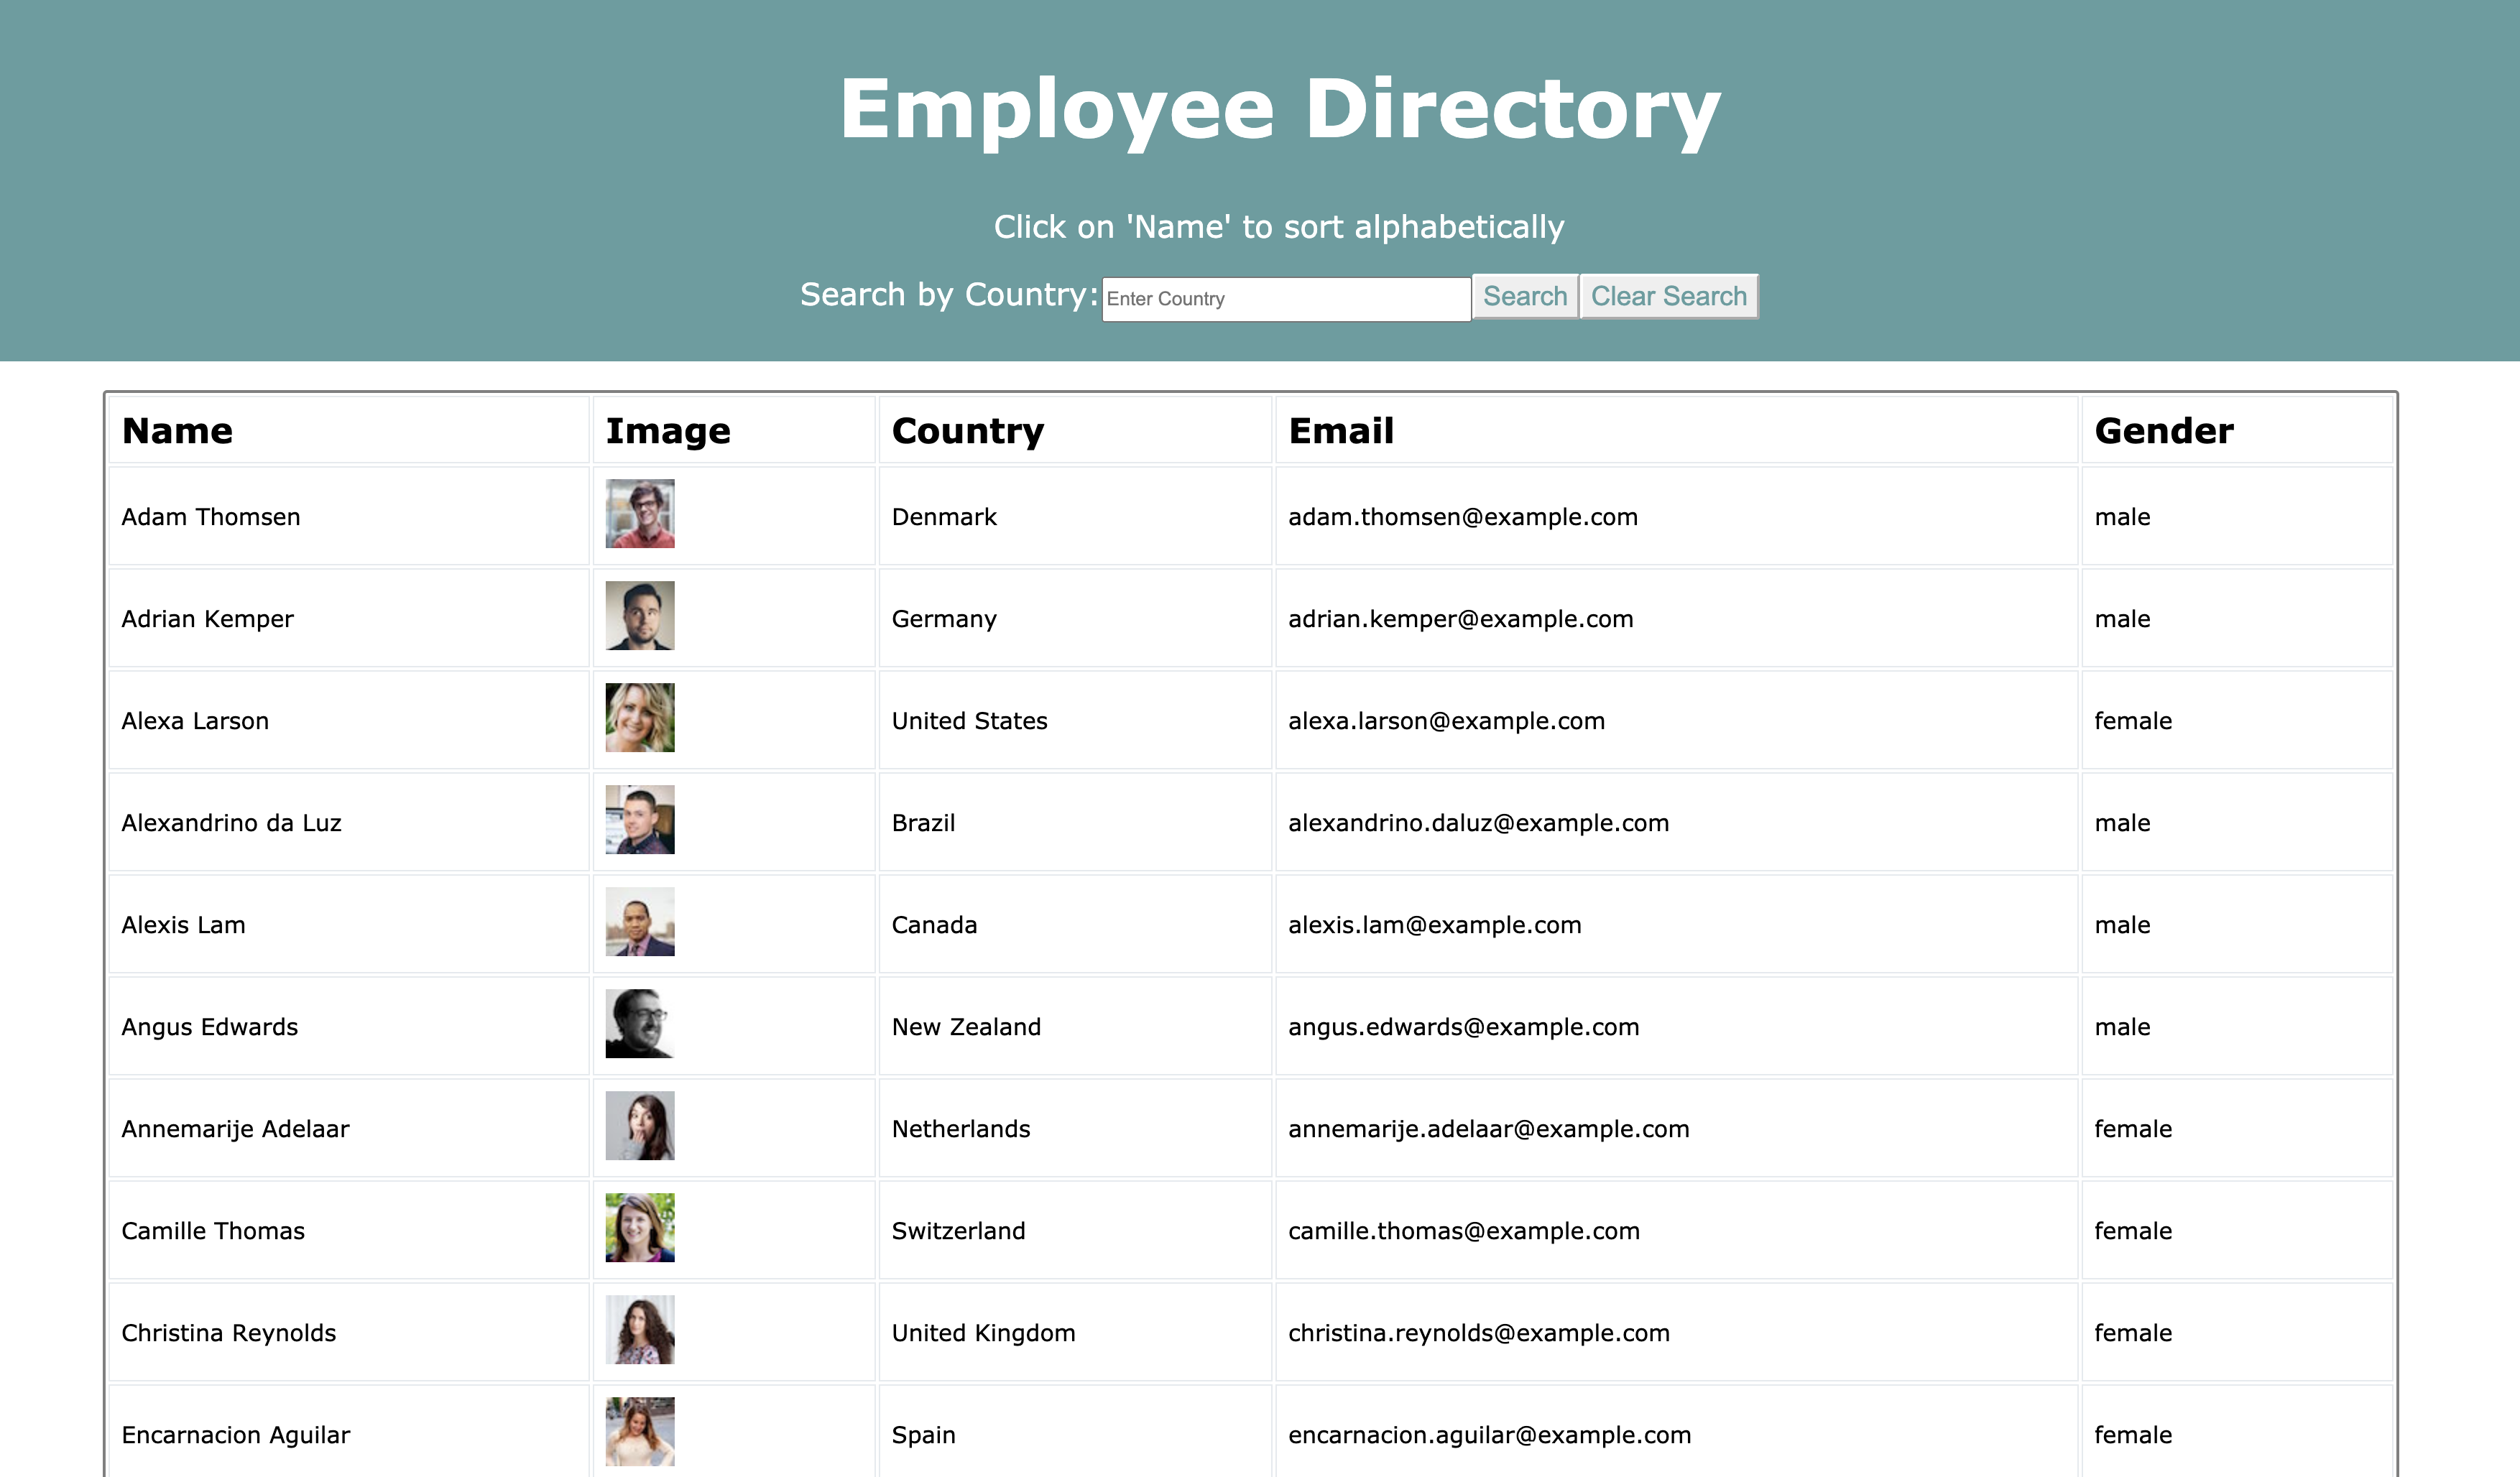 Employee Directory
Click on 'Name' to sort alphabetically
Search by Country: Enter Country Search Clear Search
Name Image Country Email Gender
Adam Thomsen Denmark adam.thomsen@example.com male
Adrian Kemper Germany adrian.kemper@example.com male
Alexa Larson United States alexa.larson@example.com female
Alexandrino da Luz Brazil alexandrino.daluz@example.com male
Alexis Lam Canada alexis.lam@example.com male
Angus Edwards New Zealand angus.edwards@example.com male
Annemarije Adelaar Netherlands annemarije.adelaar@example.com female
Camille Thomas Switzerland camille.thomas@example.com female
Christina Reynolds United Kingdom christina.reynolds@example.com female
Encarnacion Aguilar Spain encarnacion.aguilar@example.com female